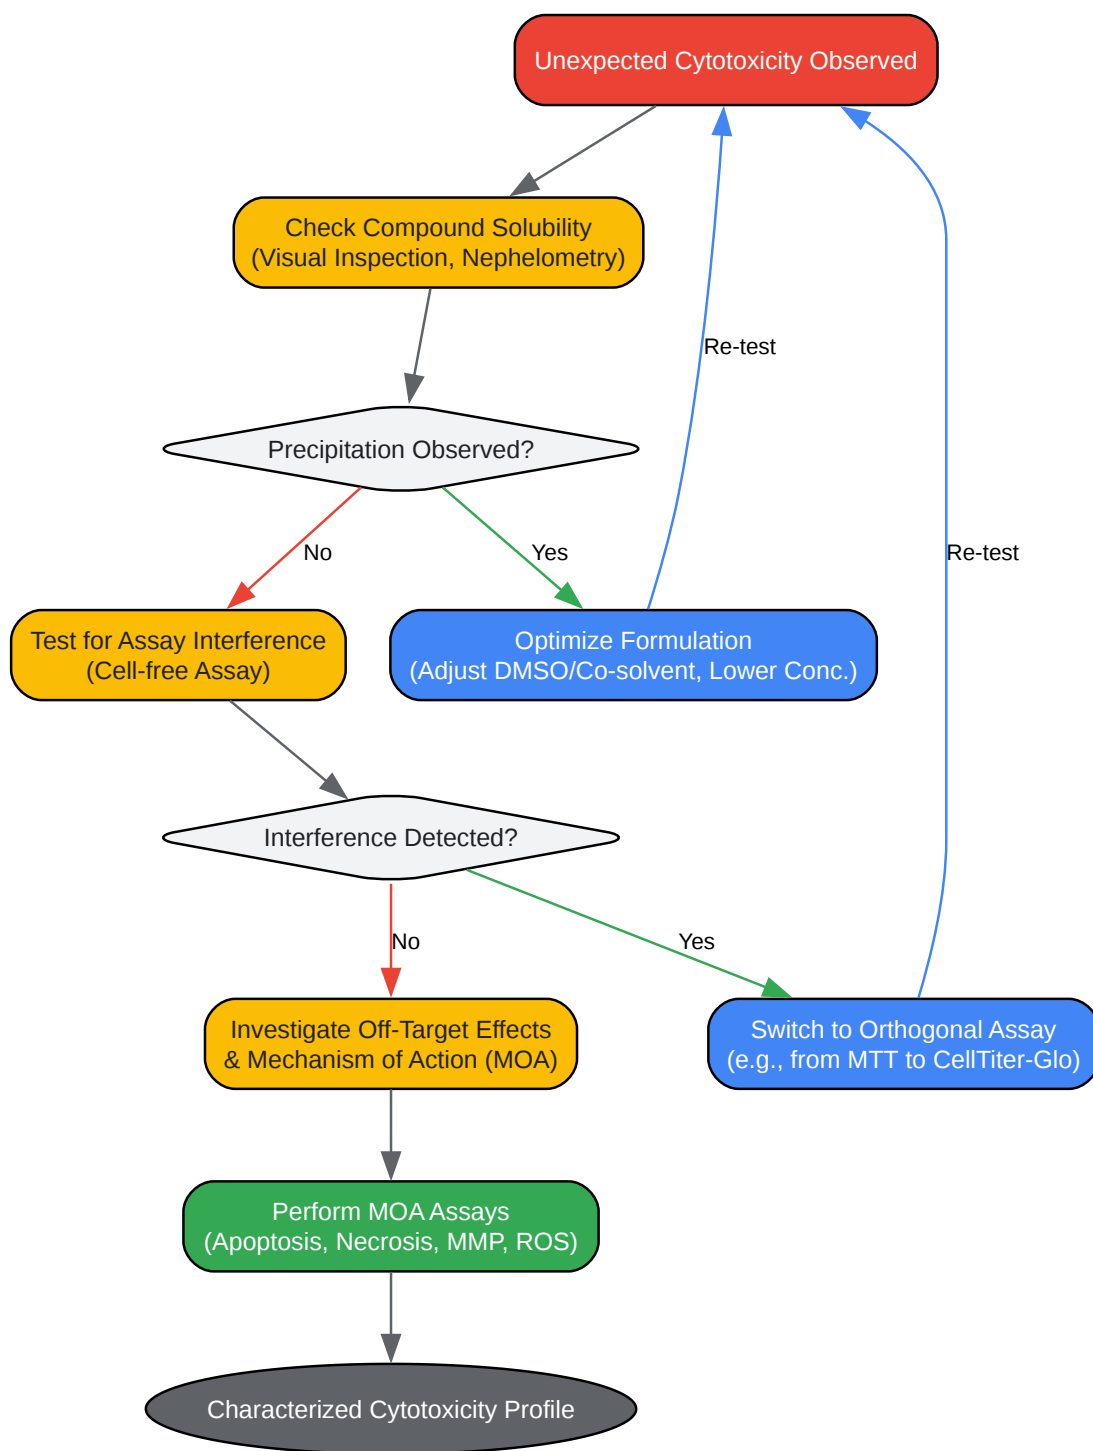 Unexpected Cytotoxicity Observed
Check Compound Solubility
(Visual Inspection, Nephelometry)
Re-test
Precipitation Observed?
No
Yes
Re-test
Test for Assay Interference
(Cell-free Assay)
Optimize Formulation
(Adjust DMSO/Co-solvent, Lower Conc.)
Interference Detected?
No
Yes
Investigate Off-Target Effects
& Mechanism of Action (MOA)
Switch to Orthogonal Assay
(e.g., from MTT to CellTiter-Glo)
Perform MOA Assays
(Apoptosis, Necrosis, MMP, ROS)
Characterized Cytotoxicity Profile